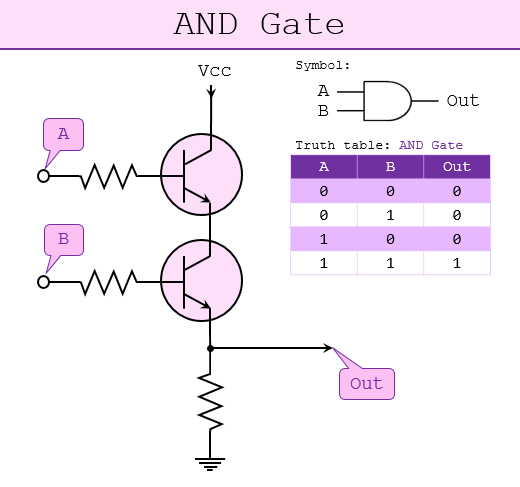 AND Gate
Vcc
A
B
Out
Symbol:
A
B
Out
Truth table: AND Gate
A B Out
0 0 0
0 1 0
1 0 0
1 1 1